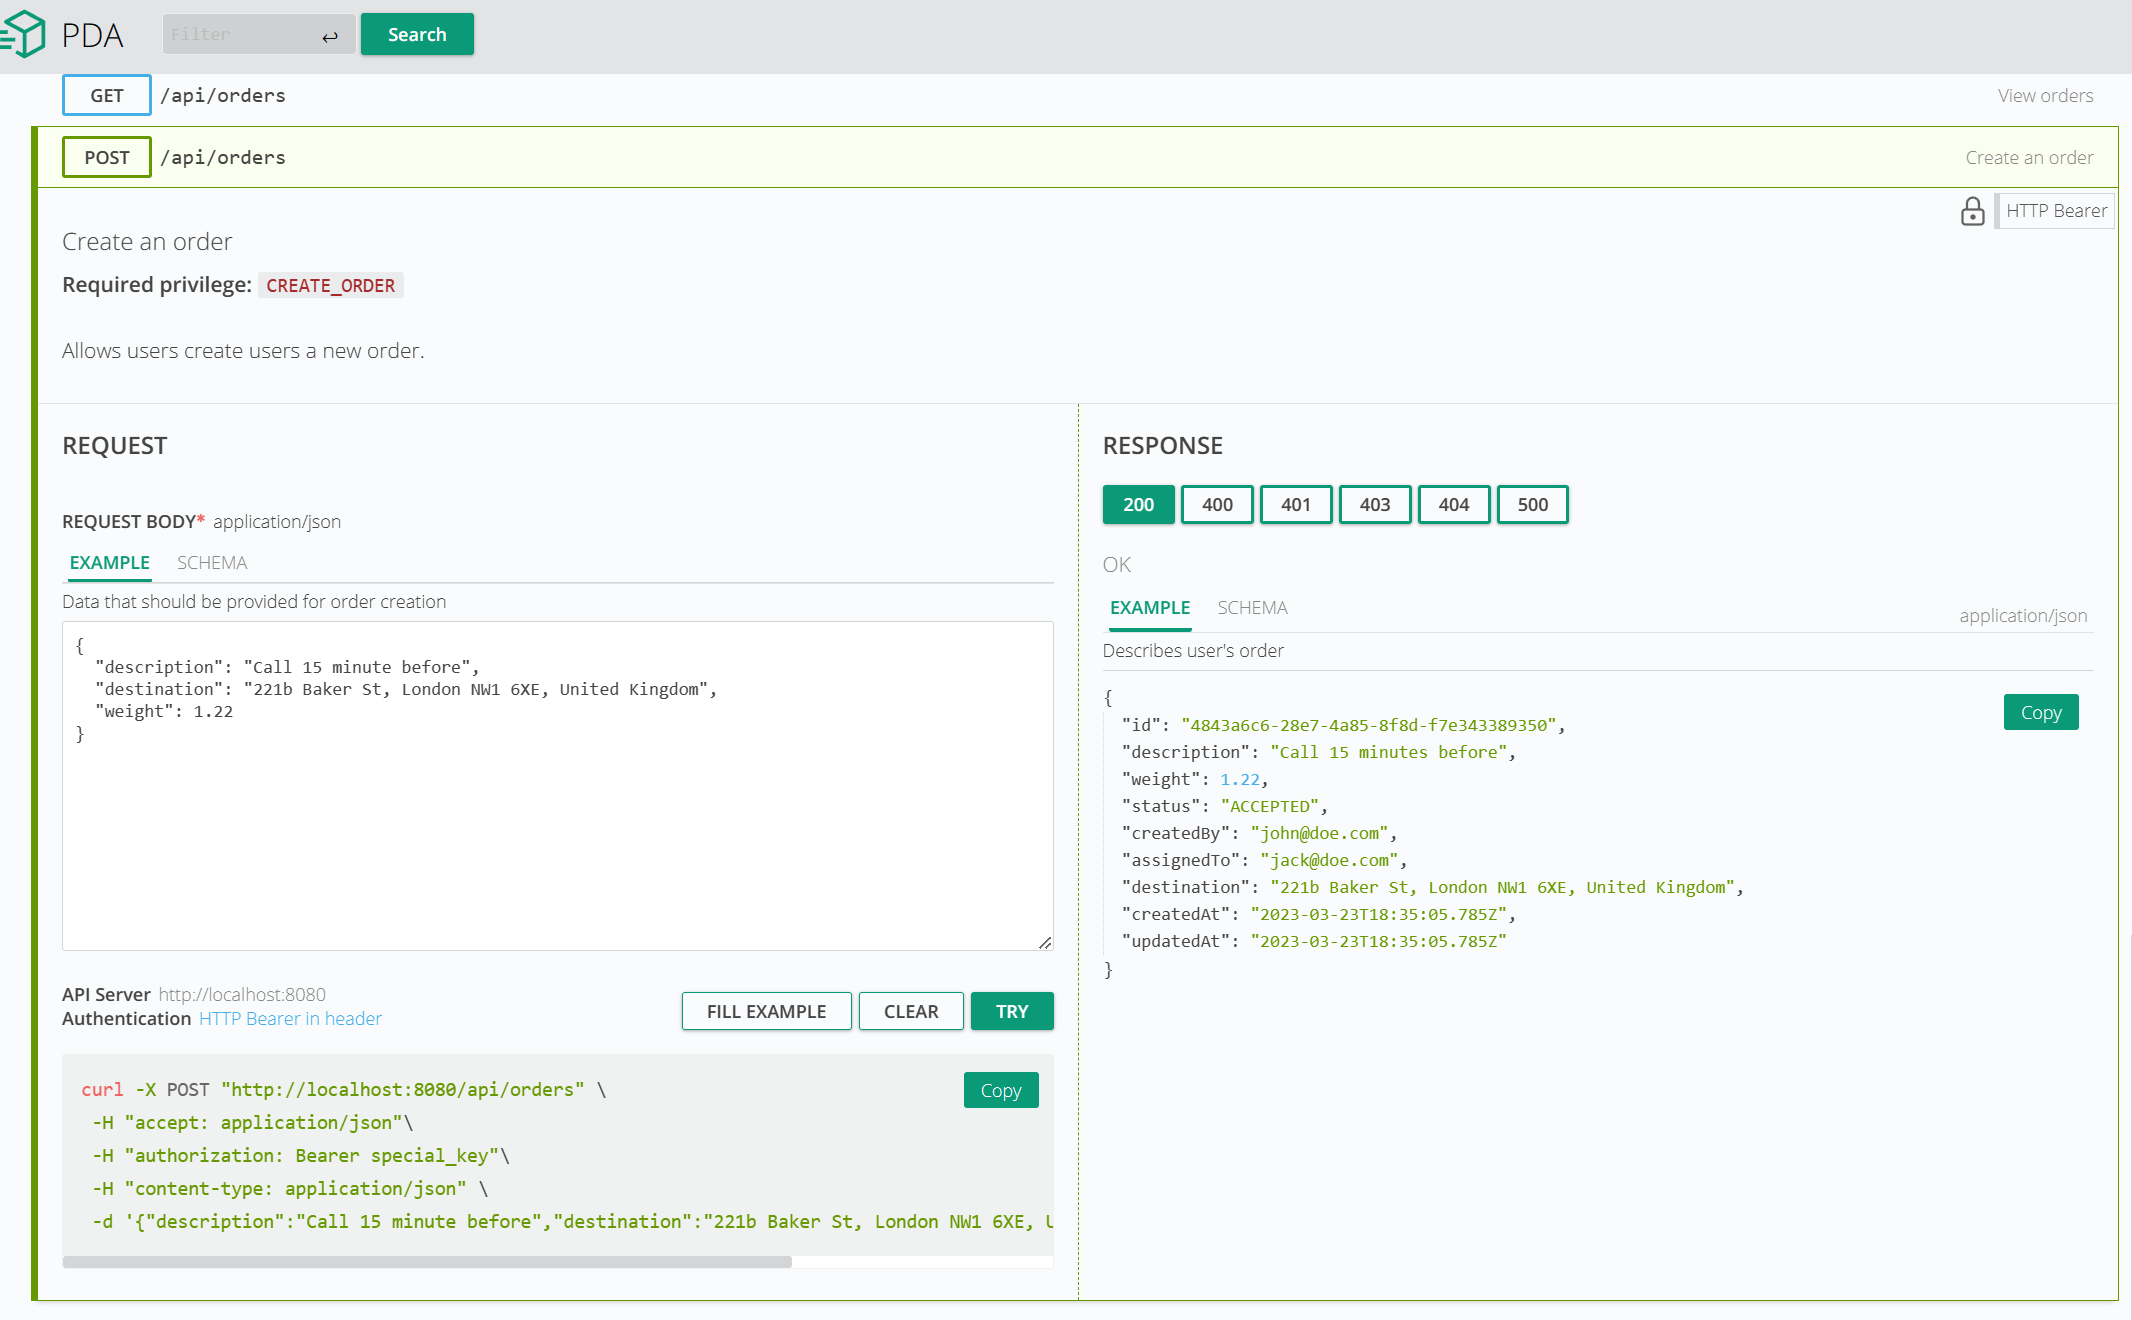 PDA
Filter
Search
GET /api/orders View orders
POST /api/orders Create an order
HTTP Bearer
Create an order
Required privilege: CREATE_ORDER
Allows users create users a new order.
REQUEST
REQUEST BODY* application/json
EXAMPLE SCHEMA
Data that should be provided for order creation
{
"description": "Call 15 minute before",
"destination": "221b Baker St, London NW1 6XE, United Kingdom",
"weight": 1.22
}
API Server http://localhost:8080
Authentication HTTP Bearer in header
FILL EXAMPLE CLEAR TRY
curl -X POST "http://localhost:8080/api/orders" \
-H "accept: application/json"\
-H "authorization: Bearer special_key"\
-H "content-type: application/json" \
-d '{"description":"Call 15 minute before","destination":"221b Baker St, London NW1 6XE, U
Copy
RESPONSE
200 400 401 403 404 500
OK
EXAMPLE SCHEMA
application/json
Describes user's order
{
"id": "4843a6c6-28e7-4a85-8f8d-f7e343389350",
"description": "Call 15 minutes before",
"weight": 1.22,
"status": "ACCEPTED",
"createdBy": "john@doe.com",
"assignedTo": "jack@doe.com",
"destination": "221b Baker St, London NW1 6XE, United Kingdom",
"createdAt": "2023-03-23T18:35:05.785Z",
"updatedAt": "2023-03-23T18:35:05.785Z"
}
Copy